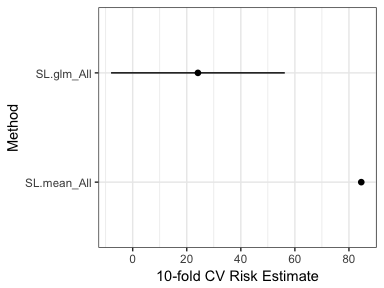 Method
SL.glm_All
SL.mean_All
0 20 40 60 80
10-fold CV Risk Estimate